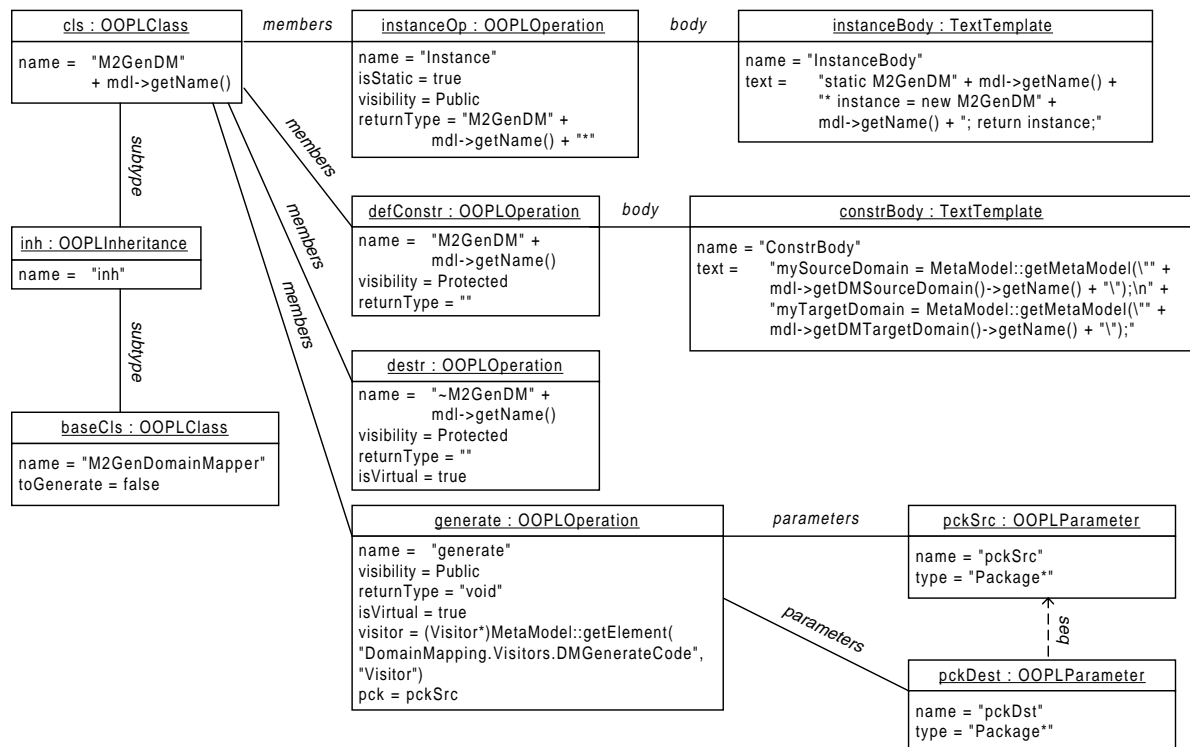 cls : OOPLClass
name = "M2GenDM"
+ mdl->getName()
members
instanceOp : OOPLOperation
name = "Instance"
isStatic = true
visibility = Public
returnType = "M2GenDM" +
mdl->getName() + "*"
body
instanceBody : TextTemplate
name = "InstanceBody"
text = "static M2GenDM" + mdl->getName() +
"* instance = new M2GenDM" +
mdl->getName() + "; return instance;"
subtype
members
members
members
inh : OOPLInheritance
name = "inh"
defConstr : OOPLOperation
name = "M2GenDM" +
mdl->getName()
visibility = Protected
returnType = ""
body
constrBody : TextTemplate
name = "ConstrBody"
text = "mySourceDomain = MetaModel::getMetaModel(\"" +
mdl->getDMSourceDomain()->getName() + "\");\n" +
"myTargetDomain = MetaModel::getMetaModel(\"" +
mdl->getDMTargetDomain()->getName() + "\");"
subtype
destr : OOPLOperation
name = "~M2GenDM" +
mdl->getName()
visibility = Protected
returnType = ""
isVirtual = true
baseCls : OOPLClass
name = "M2GenDomainMapper"
toGenerate = false
generate : OOPLOperation
name = "generate"
visibility = Public
returnType = "void"
isVirtual = true
visitor = (Visitor*)MetaModel::getElement(
"DomainMapping.Visitors.DMGenerateCode",
"Visitor")
pck = pckSrc
parameters
pckSrc : OOPLParameter
name = "pckSrc"
type = "Package*"
parameters
seq
pckDest : OOPLParameter
name = "pckDst"
type = "Package*"